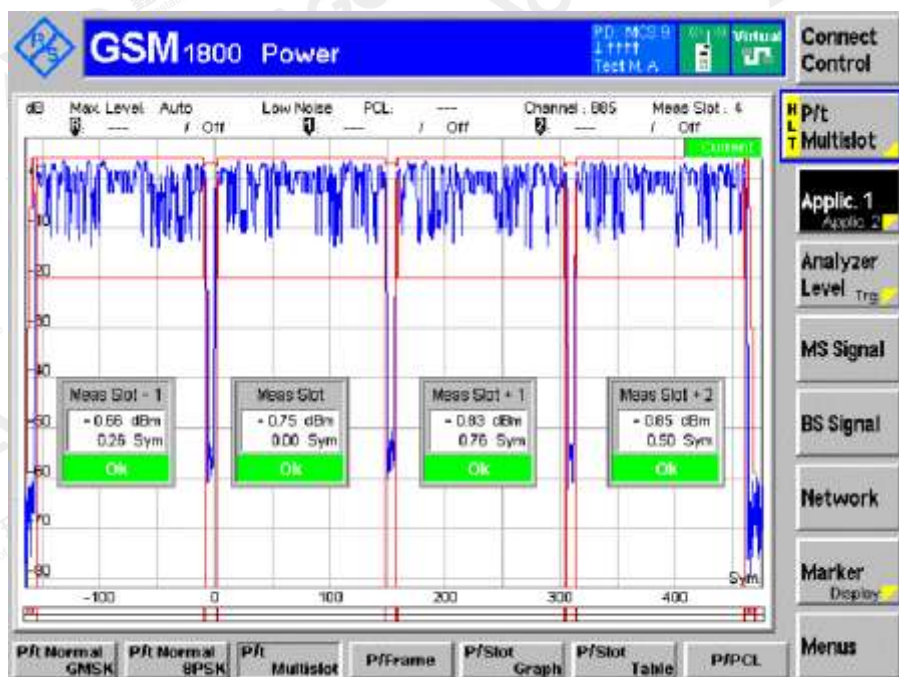 R/S
GSM 1800 Power
PD: MCS 9
Test M. A.
Virtual
Connect
Control
dB Max. Level: Auto Low Noise PCL: --- Channel : 885 Meas Slot : 4
--- / Off 1 --- / Off 2 --- / Off
Current
-10
-20
-30
-40
-50
-60
-70
-80
Meas Slot - 1
- 0.66 dBm
0.26 Sym
Ok
Meas Slot
- 0.75 dBm
0.00 Sym
Ok
Meas Slot + 1
- 0.83 dBm
0.76 Sym
Ok
Meas Slot + 2
- 0.85 dBm
0.50 Sym
Ok
Sym.
-100 0 100 200 300 400
H L T
P/t
Multislot
Applic. 1
Applic. 2
Analyzer
Level Trg.
MS Signal
BS Signal
Network
Marker
Display
Menus
P/t Normal
GMSK
P/t Normal
8PSK
P/t
Multislot
P/Frame
P/Slot
Graph
P/Slot
Table
P/PCL